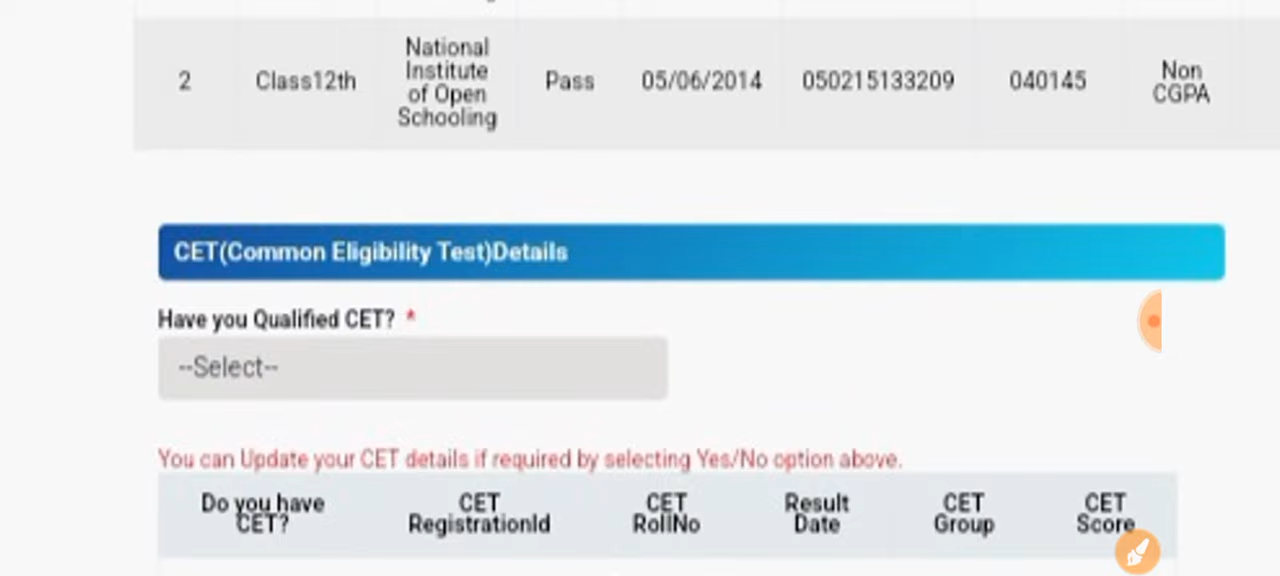 2 Class12th National Institute of Open Schooling Pass 05/06/2014 050215133209 040145 Non CGPA
CET(Common Eligibility Test)Details
Have you Qualified CET? *
--Select--
You can Update your CET details if required by selecting Yes/No option above.
Do you have CET? CET RegistrationId CET RollNo Result Date CET Group CET Score